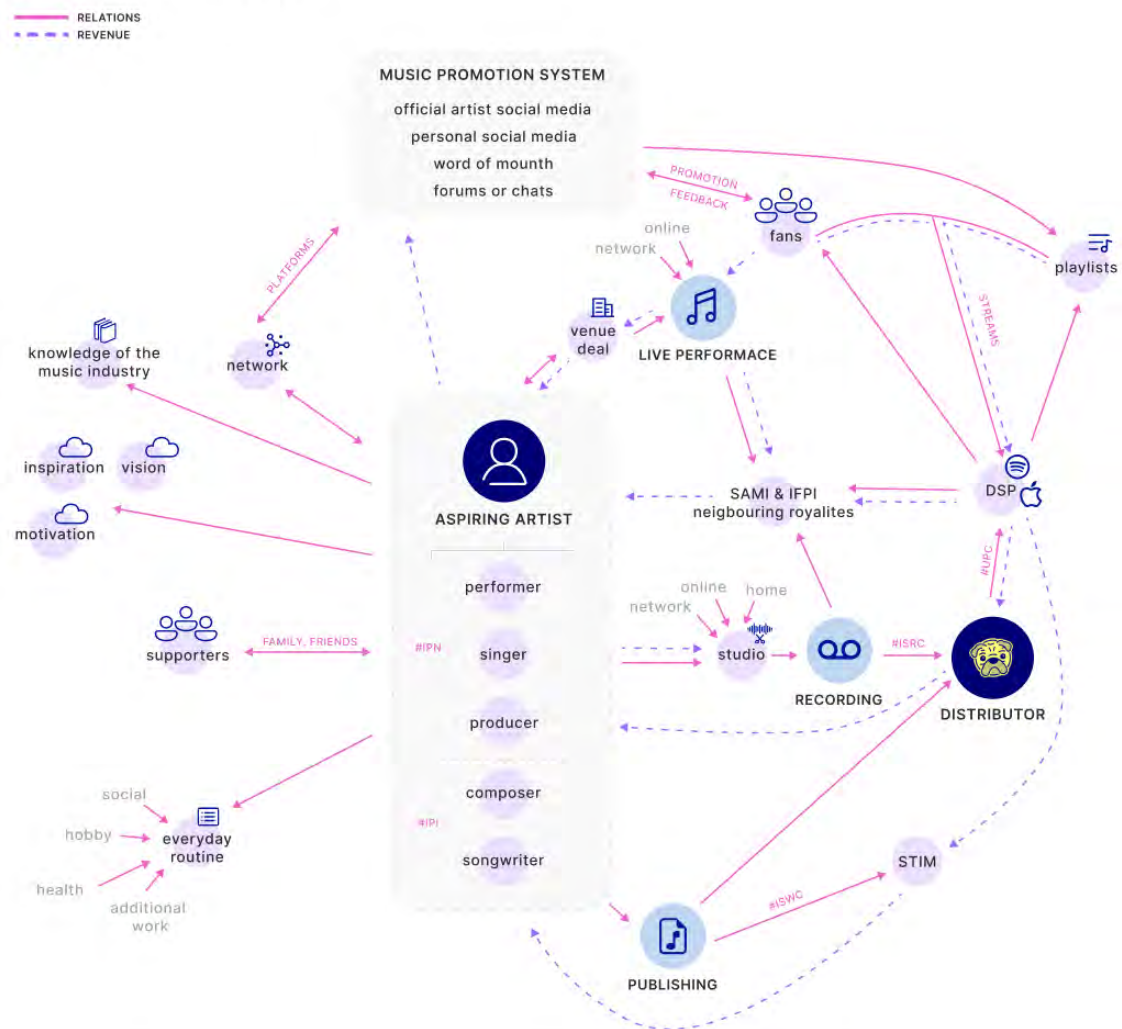 RELATIONS
REVENUE
MUSIC PROMOTION SYSTEM
official artist social media
personal social media
word of mounth
forums or chats
PROMOTION
FEEDBACK
fans
playlists
PLATFORMS
online
network
STREAMS
venue
deal
LIVE PERFORMACE
knowledge of the
music industry
network
inspiration
vision
motivation
ASPIRING ARTIST
SAMI & IFPI
neigbouring royalites
DSP
#UPC
performer
singer
producer
composer
songwriter
#IPN
#IPI
supporters
FAMILY, FRIENDS
online
home
network
studio
RECORDING
#ISRC
DISTRIBUTOR
social
hobby
health
additional
work
everyday
routine
STIM
#ISWC
PUBLISHING